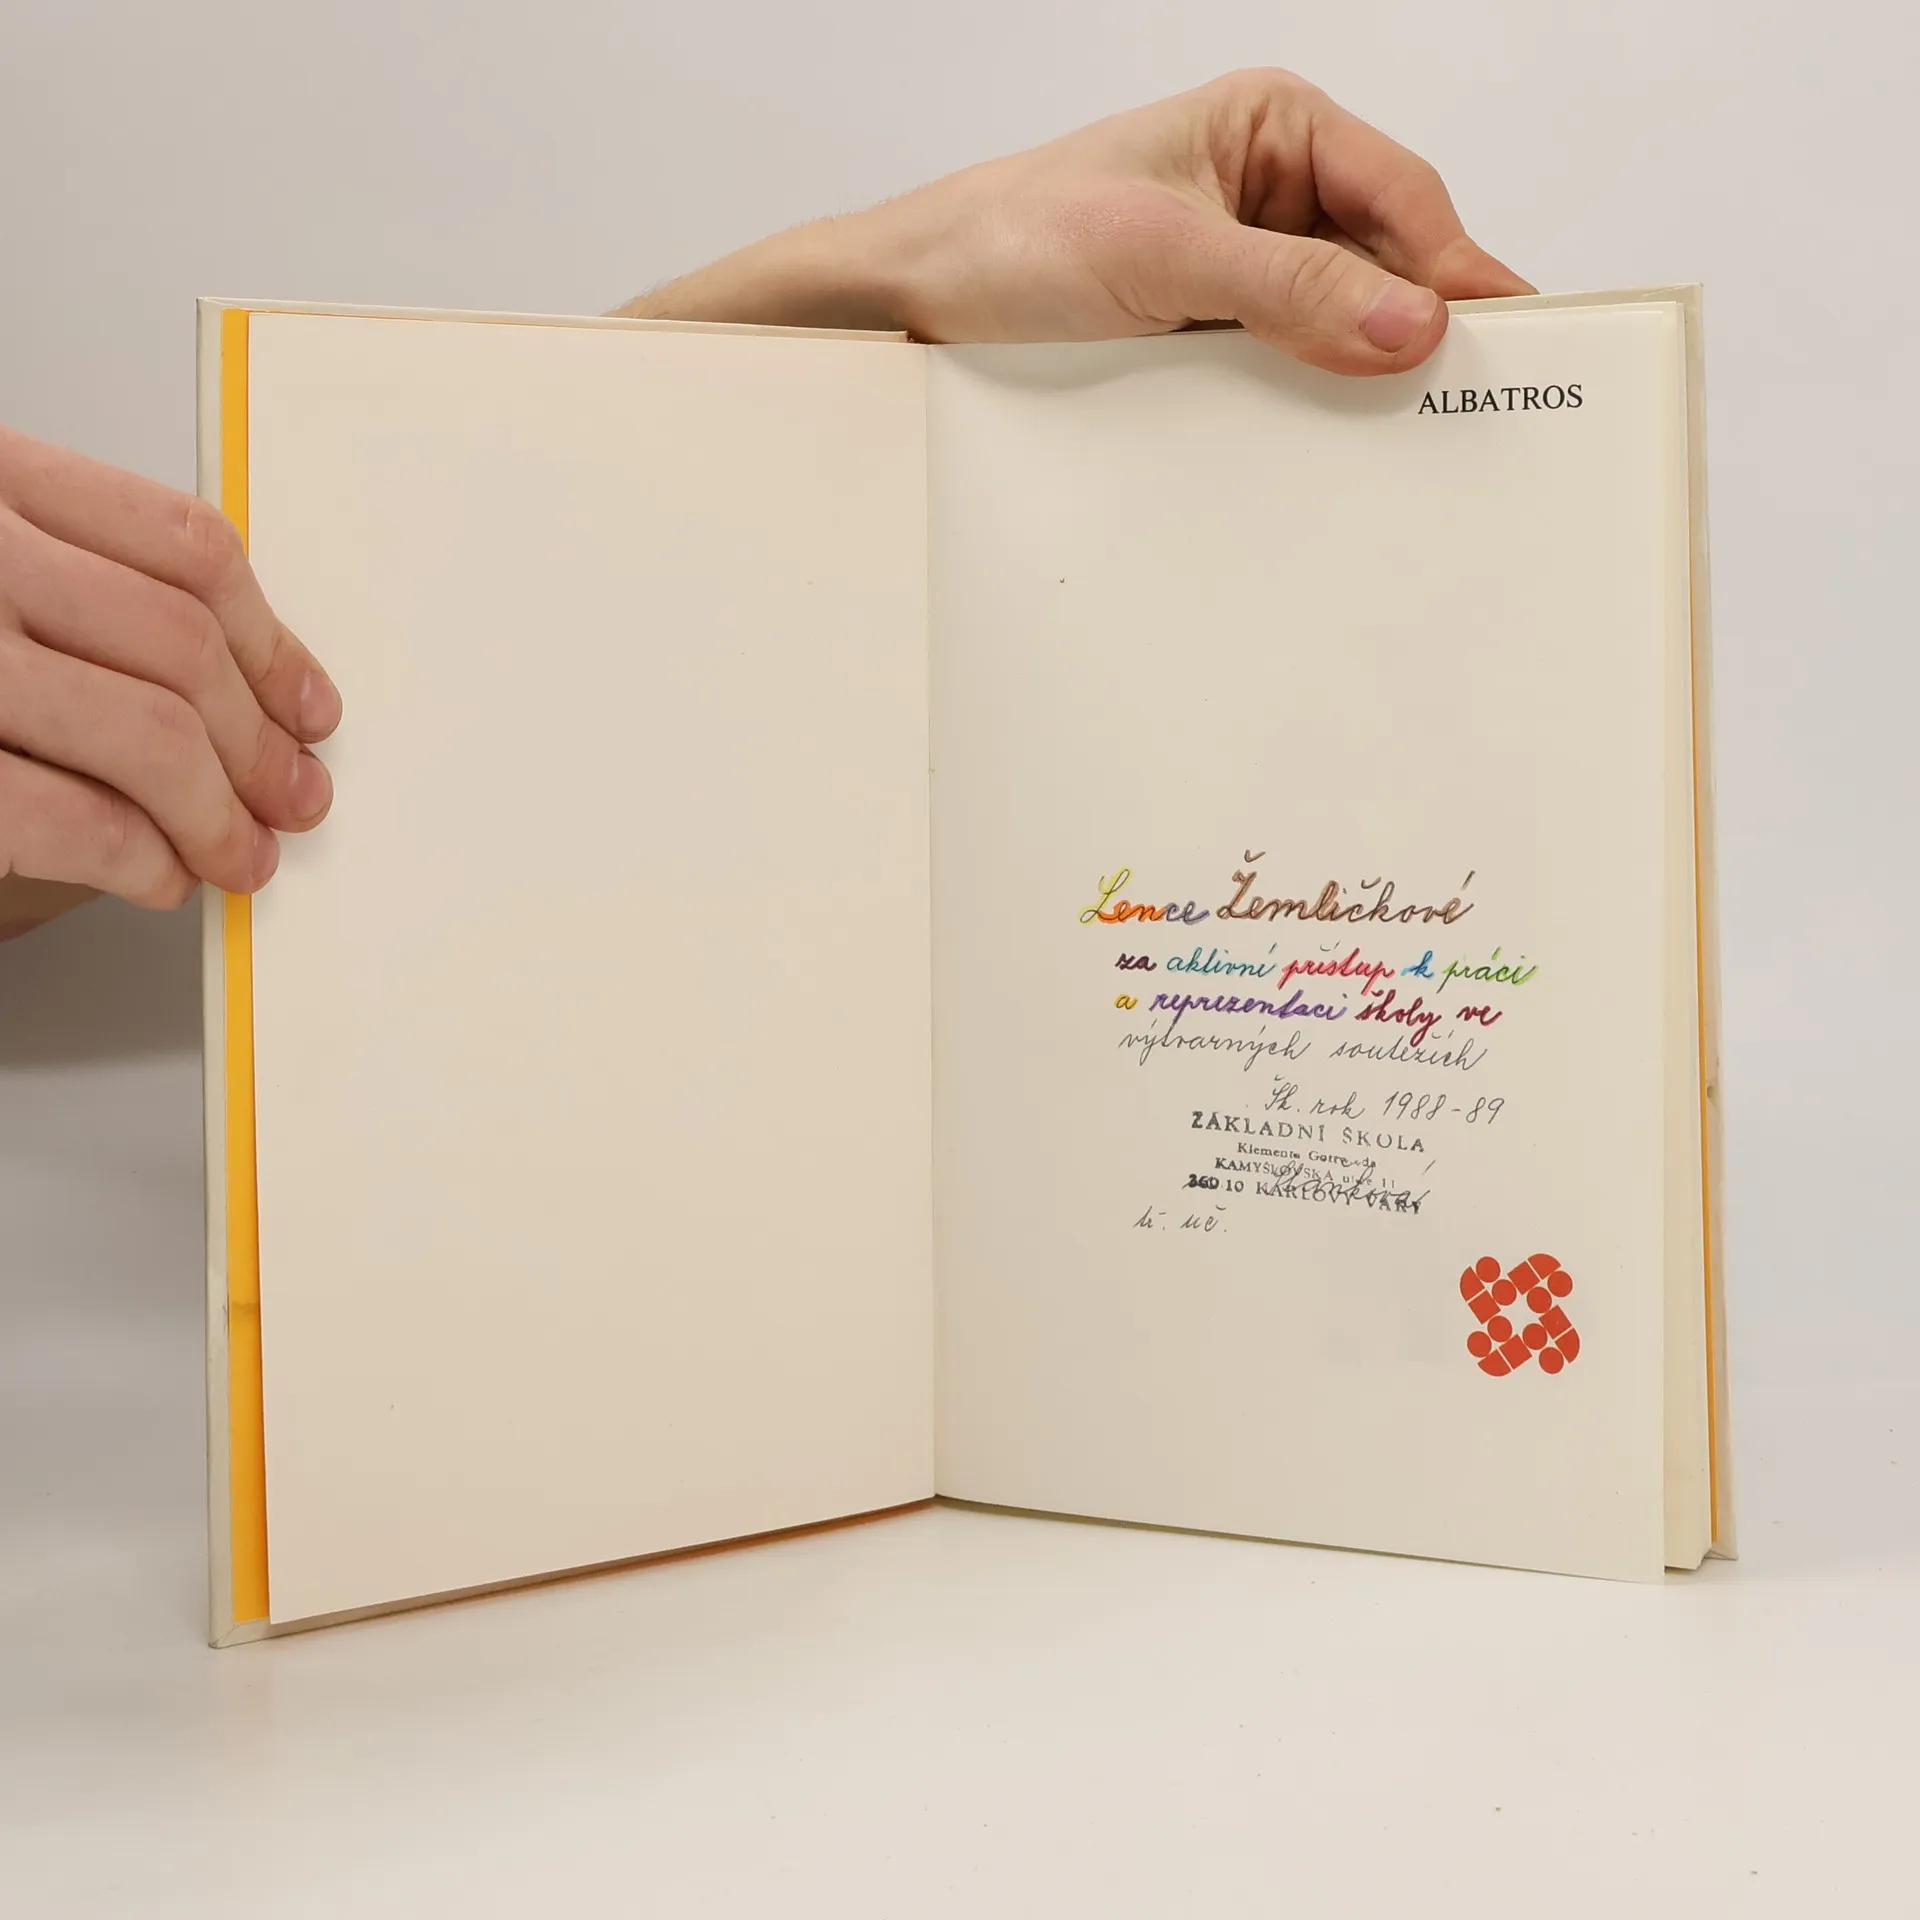 ALBATROS
Lence Žemličkové
za aktivní přístup k práci
a reprezentaci školy ve
výtvarných soutěžích
Šk. rok 1988-89
ZÁKLADNÍ ŠKOLA
Klementa
KAMYŠLOVSKÁ ulice 11
360 10 KARLOVY VARY
tř. uč.